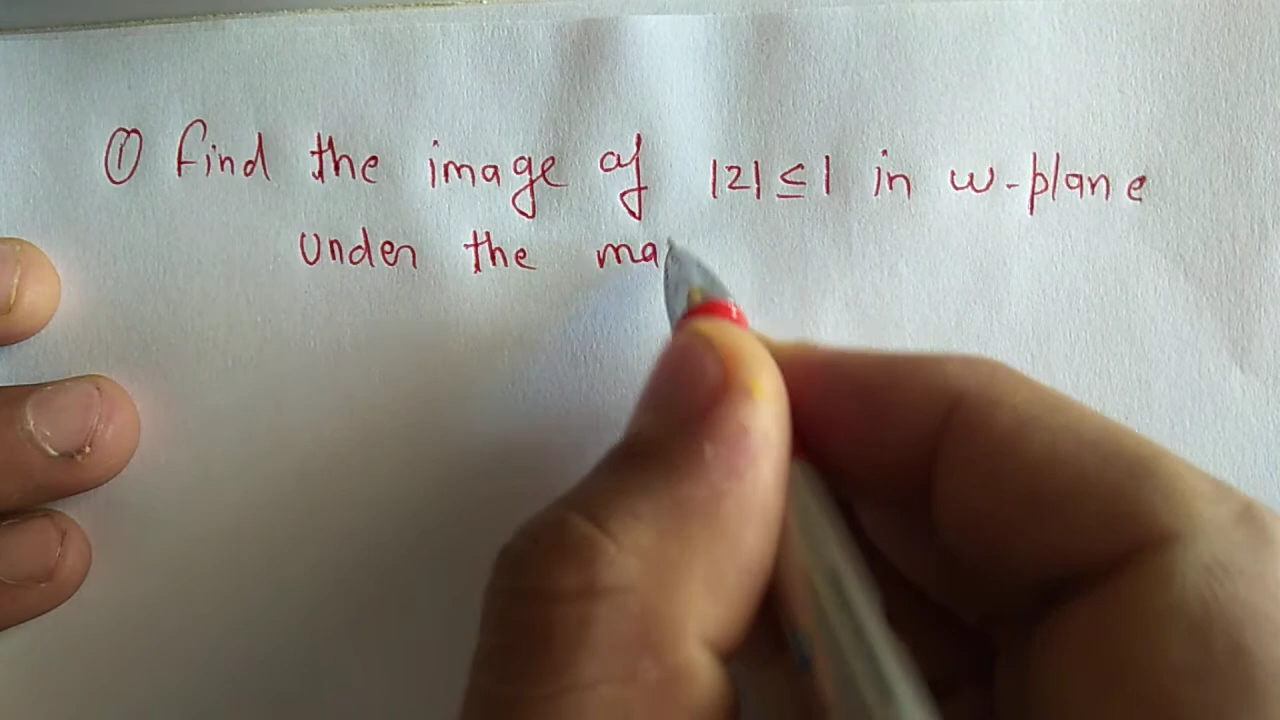 ① Find the image of |z| ≤ 1 in w-plane
Under the ma